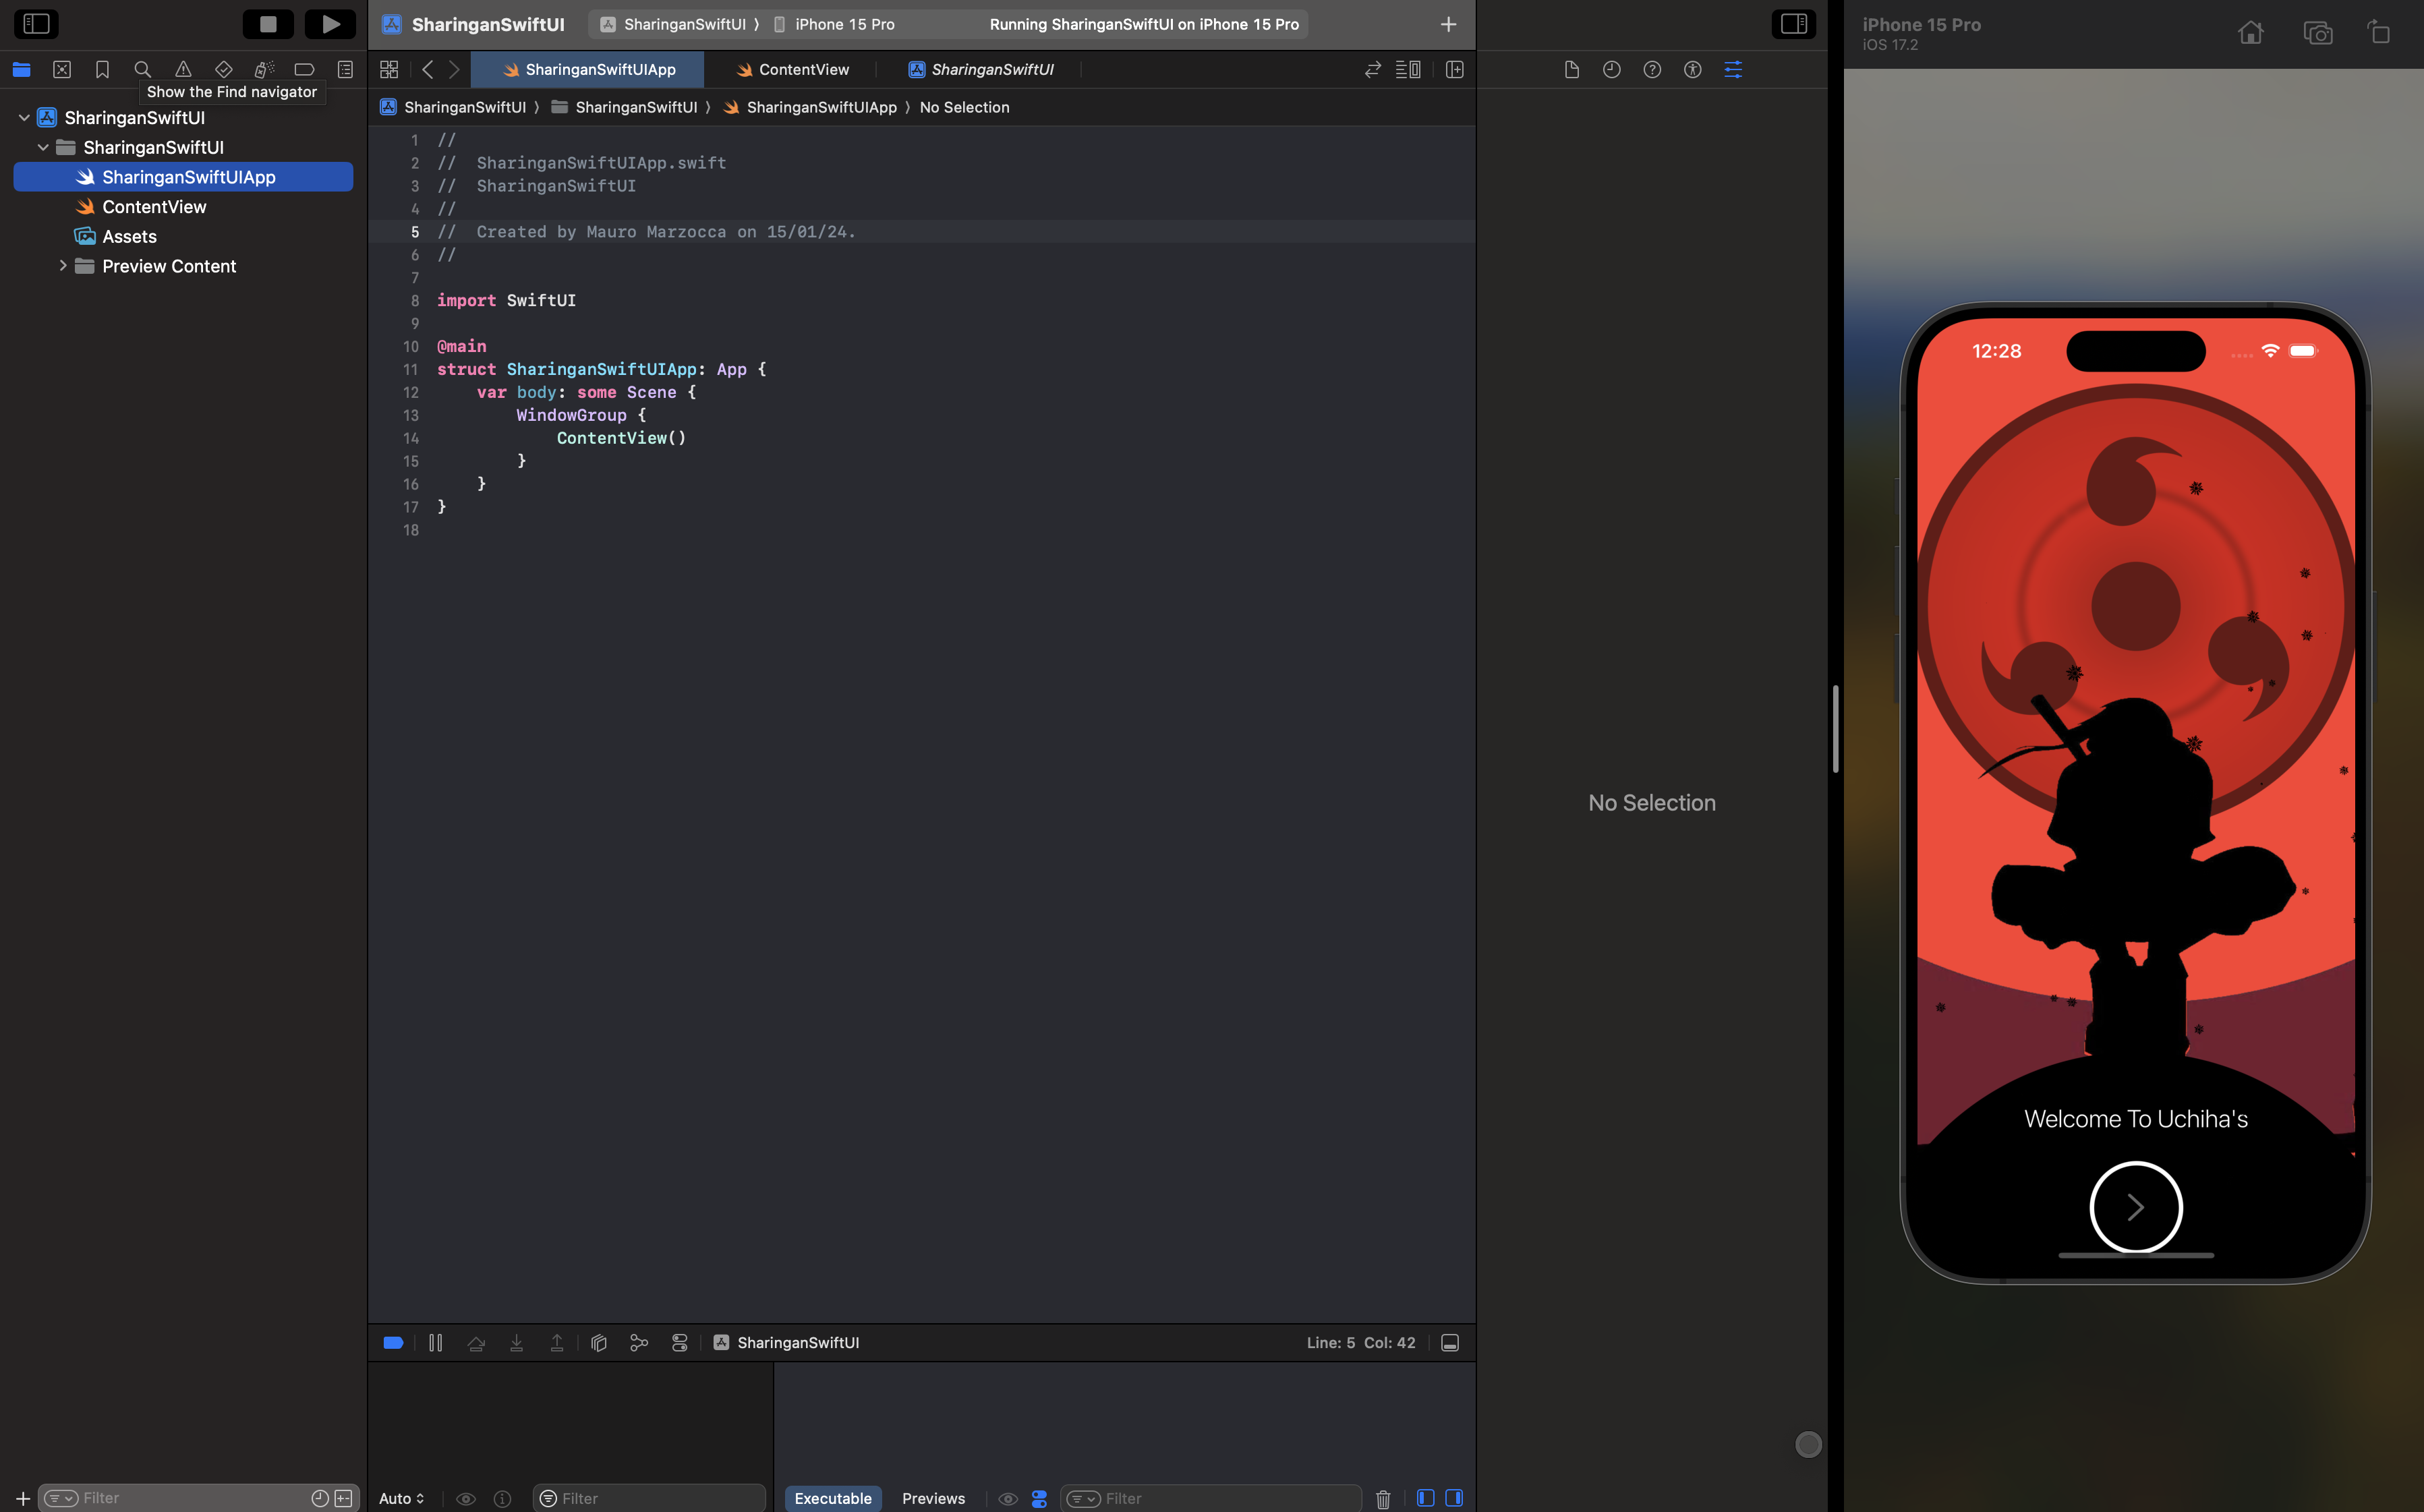 SharinganSwiftUI
SharinganSwiftUI 〉 iPhone 15 Pro
Running SharinganSwiftUI on iPhone 15 Pro
iPhone 15 Pro
iOS 17.2
Show the Find navigator
SharinganSwiftUI
SharinganSwiftUI
SharinganSwiftUIApp
ContentView
Assets
Preview Content
SharinganSwiftUIApp
ContentView
SharinganSwiftUI
SharinganSwiftUI 〉 SharinganSwiftUI 〉 SharinganSwiftUIApp 〉 No Selection
1 //
2 //  SharinganSwiftUIApp.swift
3 //  SharinganSwiftUI
4 //
5 //  Created by Mauro Marzocca on 15/01/24.
6 //
7
8 import SwiftUI
9
10 @main
11 struct SharinganSwiftUIApp: App {
12     var body: some Scene {
13         WindowGroup {
14             ContentView()
15         }
16     }
17 }
18
No Selection
12:28
Welcome To Uchiha's
SharinganSwiftUI
Line: 5 Col: 42
Filter
Auto
Filter
Executable
Previews
Filter